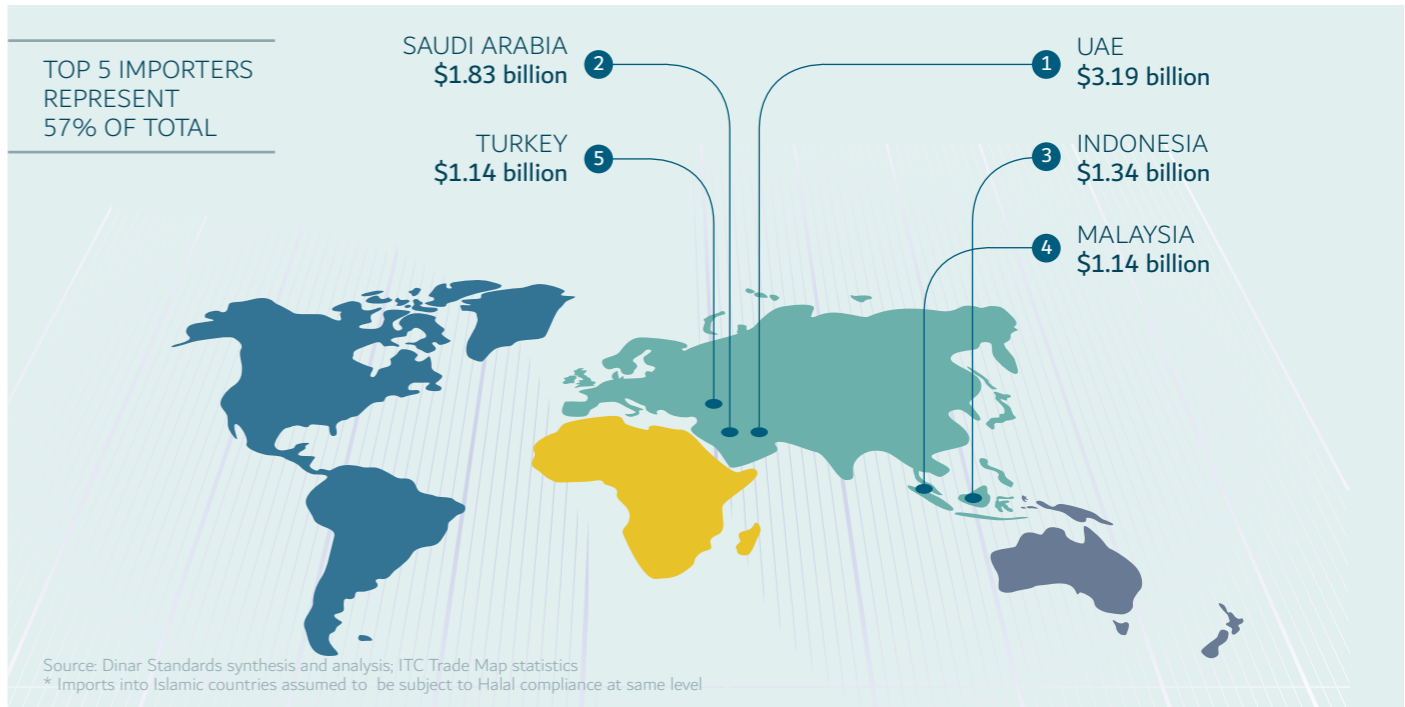 TOP 5 IMPORTERS
REPRESENT
57% OF TOTAL
SAUDI ARABIA
$1.83 billion
2
1
UAE
$3.19 billion
TURKEY
$1.14 billion
5
3
INDONESIA
$1.34 billion
4
MALAYSIA
$1.14 billion
Source: Dinar Standards synthesis and analysis; ITC Trade Map statistics
* Imports into Islamic countries assumed to be subject to Halal compliance at same level